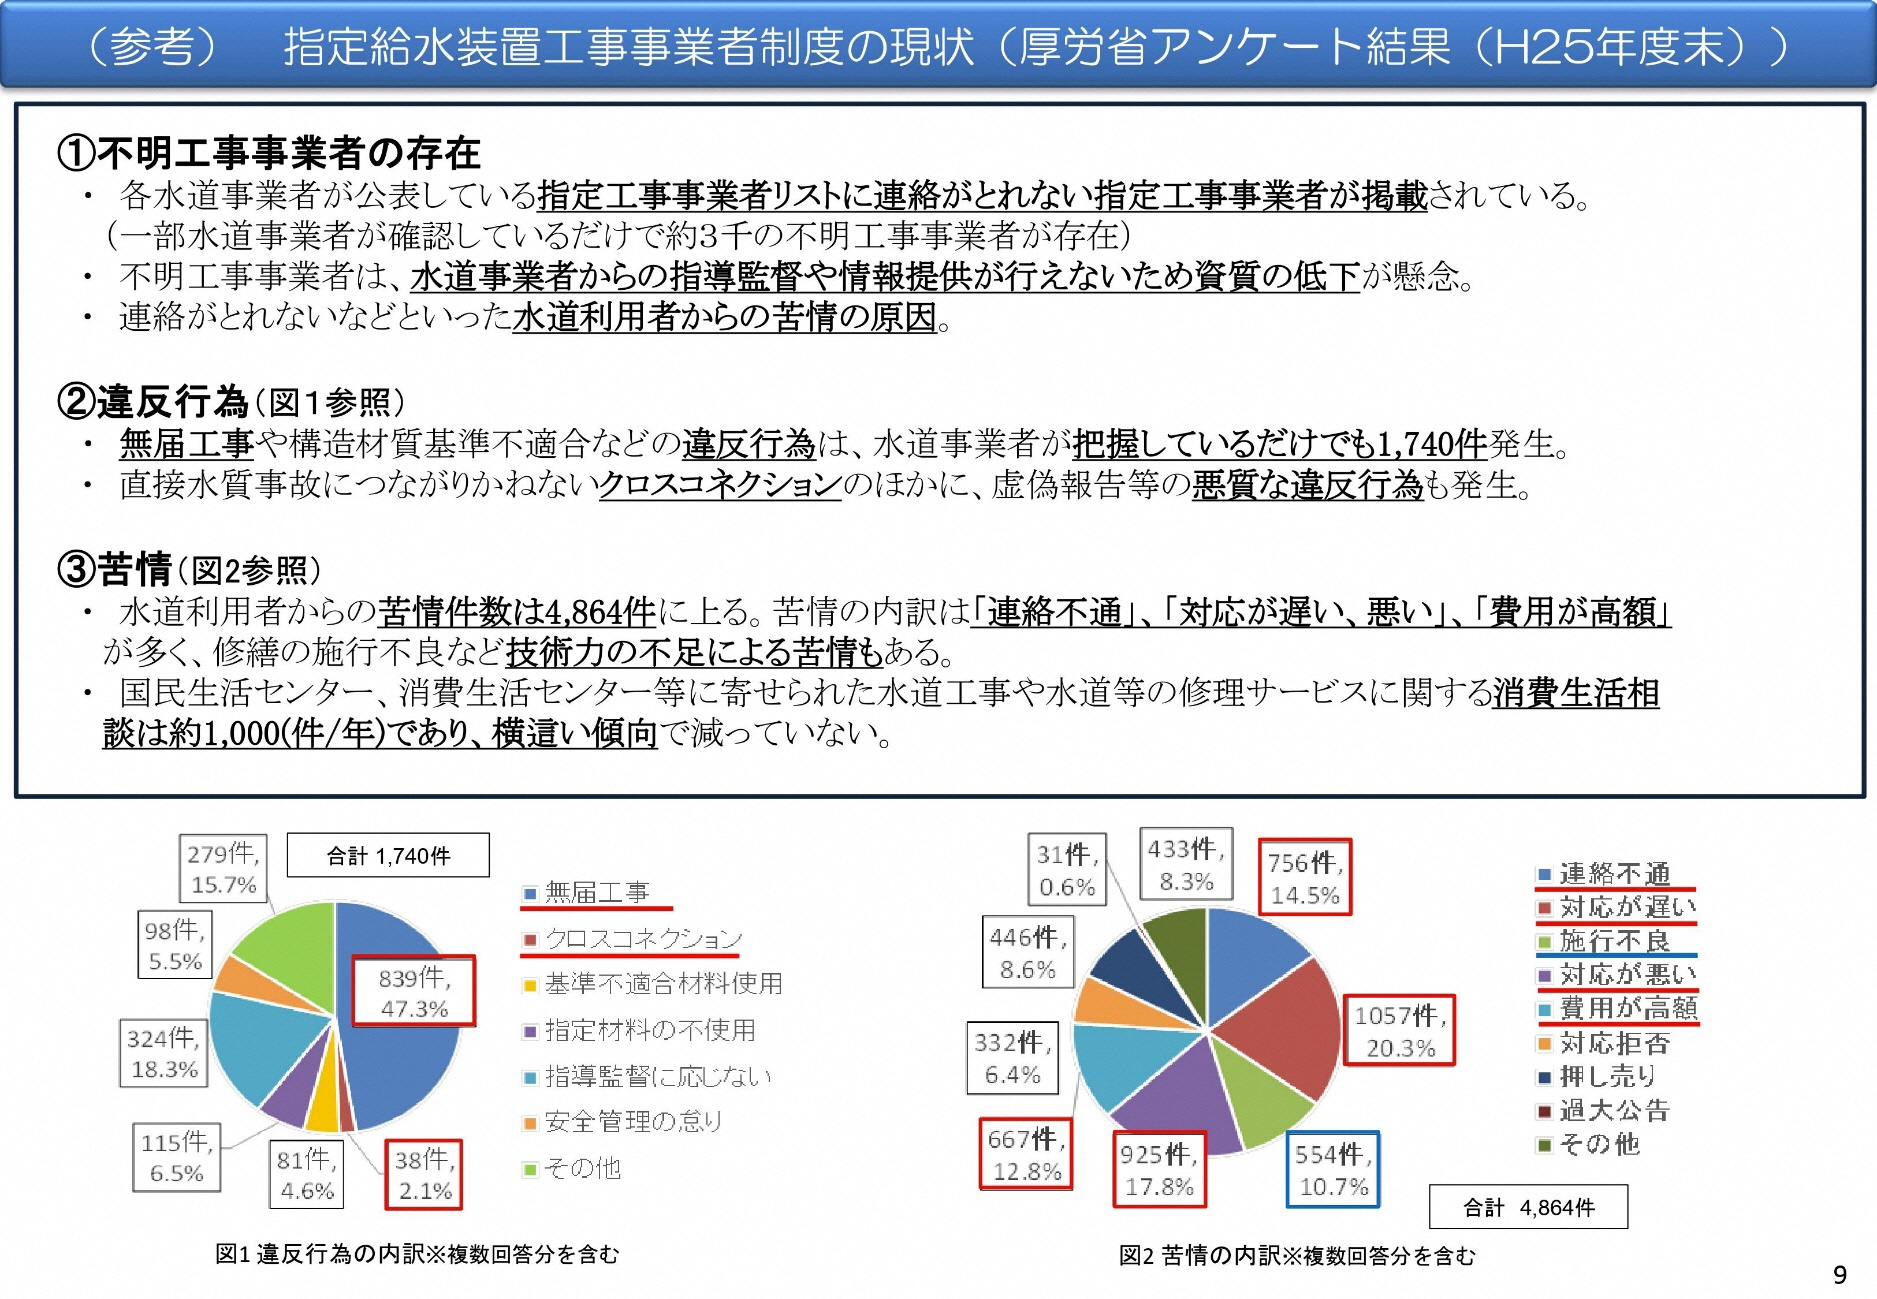 （参考）　指定給水装置工事事業者制度の現状（厚労省アンケート結果（H25年度末））
①不明工事事業者の存在
・ 各水道事業者が公表している指定工事事業者リストに連絡がとれない指定工事事業者が掲載されている。
（一部水道事業者が確認しているだけで約3千の不明工事事業者が存在）
・ 不明工事事業者は、水道事業者からの指導監督や情報提供が行えないため資質の低下が懸念。
・ 連絡がとれないなどといった水道利用者からの苦情の原因。
②違反行為（図1参照）
・ 無届工事や構造材質基準不適合などの違反行為は、水道事業者が把握しているだけでも1,740件発生。
・ 直接水質事故につながりかねないクロスコネクションのほかに、虚偽報告等の悪質な違反行為も発生。
③苦情（図2参照）
・ 水道利用者からの苦情件数は4,864件に上る。苦情の内訳は「連絡不通」、「対応が遅い、悪い」、「費用が高額」
が多く、修繕の施行不良など技術力の不足による苦情もある。
・ 国民生活センター、消費生活センター等に寄せられた水道工事や水道等の修理サービスに関する消費生活相
談は約1,000(件/年)であり、横這い傾向で減っていない。
合計 1,740件
279件,
15.7%
98件,
5.5%
324件,
18.3%
115件,
6.5%
81件,
4.6%
38件,
2.1%
839件,
47.3%
無届工事
クロスコネクション
基準不適合材料使用
指定材料の不使用
指導監督に応じない
安全管理の怠り
その他
図1 違反行為の内訳※複数回答分を含む
31件,
0.6%
433件,
8.3%
756件,
14.5%
446件,
8.6%
1057件,
20.3%
332件,
6.4%
667件,
12.8%
925件,
17.8%
554件,
10.7%
連絡不通
対応が遅い
施行不良
対応が悪い
費用が高額
対応拒否
押し売り
過大公告
その他
合計 4,864件
図2 苦情の内訳※複数回答分を含む
9